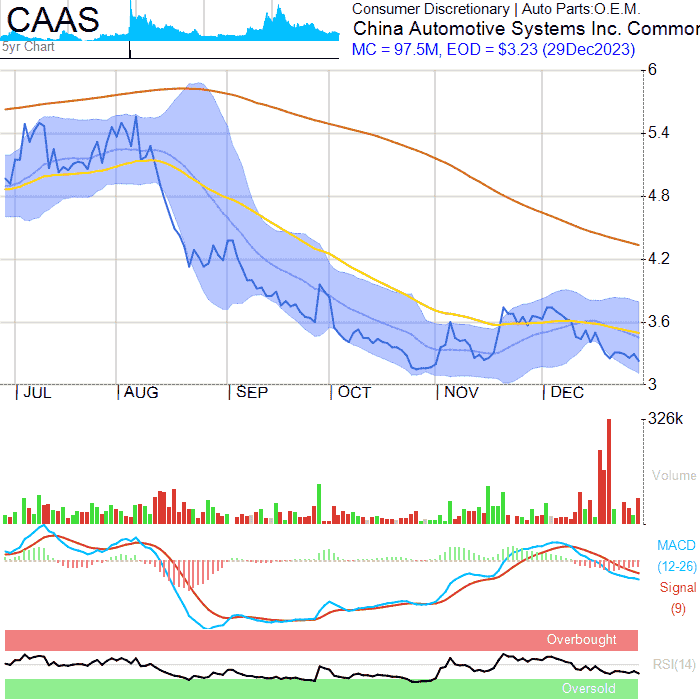 CAAS
5yr Chart
Consumer Discretionary | Auto Parts:O.E.M.
China Automotive Systems Inc. Common
MC = 97.5M, EOD = $3.23 (29Dec2023)
6
5.4
4.8
4.2
3.6
3
JUL AUG SEP OCT NOV DEC
326k
Volume
MACD
(12-26)
Signal
(9)
Overbought
RSI(14)
Oversold